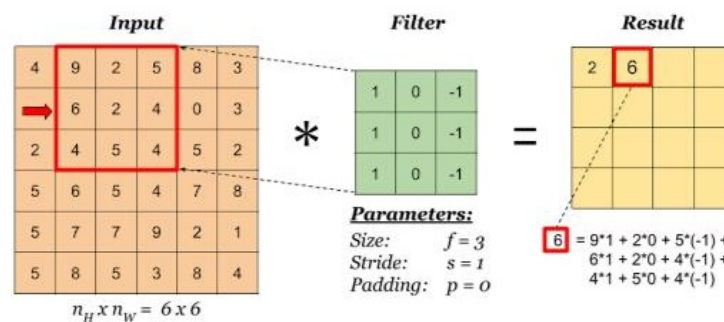 Input Filter Result
4 9 2 5 8 3
6 2 4 0 3
2 4 5 4 5 2
5 6 5 4 7 8
5 7 7 9 2 1
5 8 5 3 8 4
n_H x n_W = 6 x 6
*
1 0 -1
1 0 -1
1 0 -1
Parameters:
Size: f = 3
Stride: s = 1
Padding: p = 0
=
2 6
6 = 9*1 + 2*0 + 5*(-1) +
6*1 + 2*0 + 4*(-1) +
4*1 + 5*0 + 4*(-1)